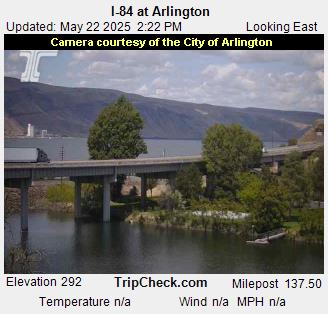 I-84 at Arlington
Updated: May 22 2025 2:22 PM Looking East
Camera courtesy of the City of Arlington
Elevation 292 TripCheck.com Milepost 137.50
Temperature n/a Wind n/a MPH n/a